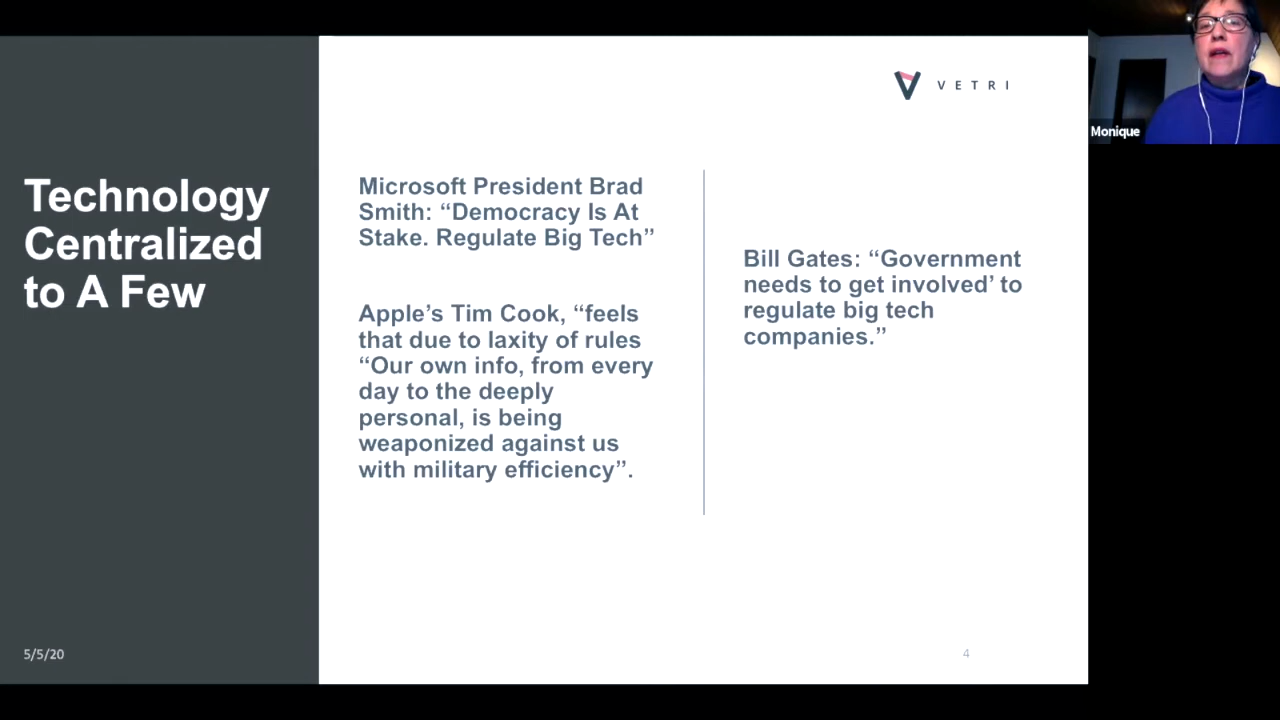 VETRI
Monique
Technology
Centralized
to A Few
Microsoft President Brad
Smith: “Democracy Is At
Stake. Regulate Big Tech”
Apple’s Tim Cook, “feels
that due to laxity of rules
“Our own info, from every
day to the deeply
personal, is being
weaponized against us
with military efficiency”.
Bill Gates: “Government
needs to get involved’ to
regulate big tech
companies.”
5/5/20
4